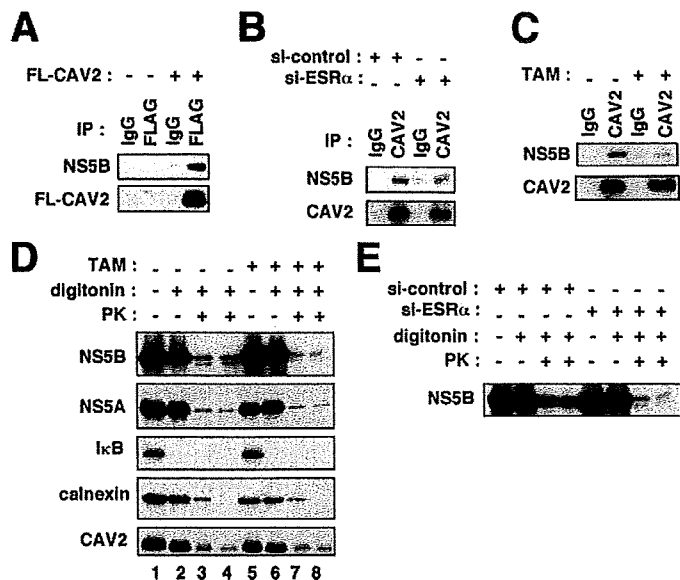 A
FL-CAV2 : - - + +
IP : IgG FLAG IgG FLAG
NS5B
FL-CAV2
B
si-control : + + - -
si-ESRα : - - + +
IP : IgG CAV2 IgG CAV2
NS5B
CAV2
C
TAM : - - + +
IgG CAV2 IgG CAV2
NS5B
CAV2
D
TAM : - - - - + + + +
digitonin : - + + + - + + +
PK : - - + + - - + +
NS5B
NS5A
IκB
calnexin
CAV2
1 2 3 4 5 6 7 8
E
si-control : + + + + - - - -
si-ESRα : - - - - + + + +
digitonin : - + + + - + + +
PK : - - + + - - + +
NS5B